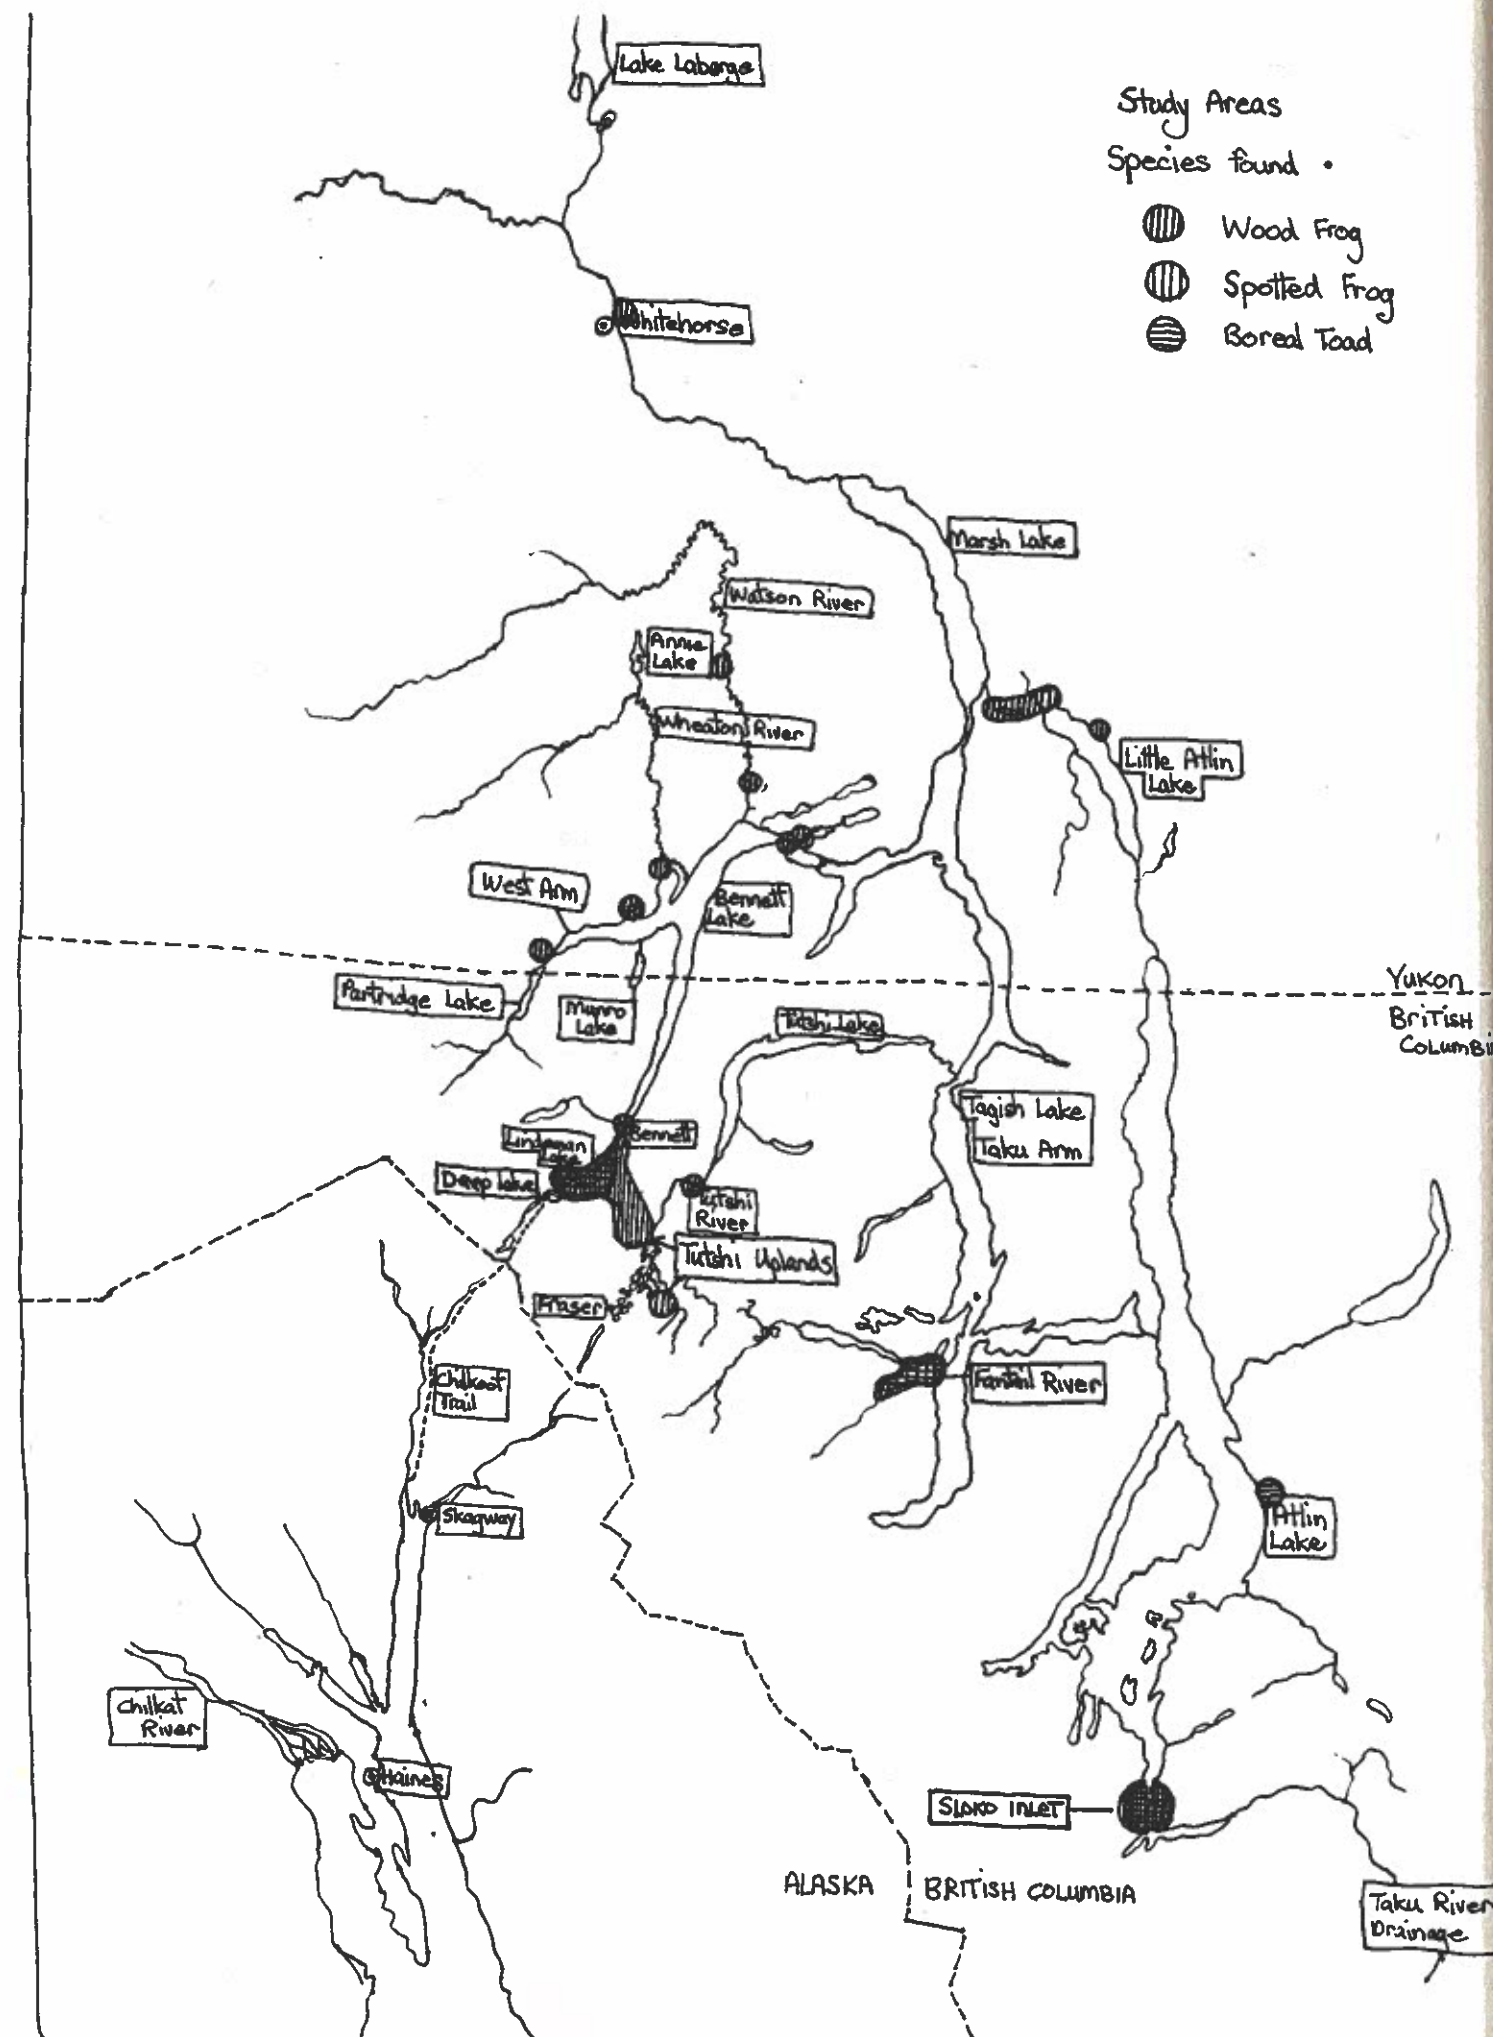 Lake Laberge
Study Areas
Species found •
Wood Frog
Spotted Frog
Boreal Toad
Whitehorse
Marsh Lake
Watson River
Annie
Lake
Wheaton River
Little Atlin
Lake
West Arm
Bennett
Lake
Partridge Lake
Munro
Lake
Yukon
British
Columbi
Tutshi Lake
Tagish Lake
Taku Arm
Lindeman
Lake
Bennett
Deep Lake
Tutshi
River
Tutshi Uplands
Fraser
Chilkoot
Trail
Fantail River
Skagway
Atlin
Lake
Chilkat
River
Haines
Sloko Inlet
ALASKA
BRITISH COLUMBIA
Taku River
Drainage